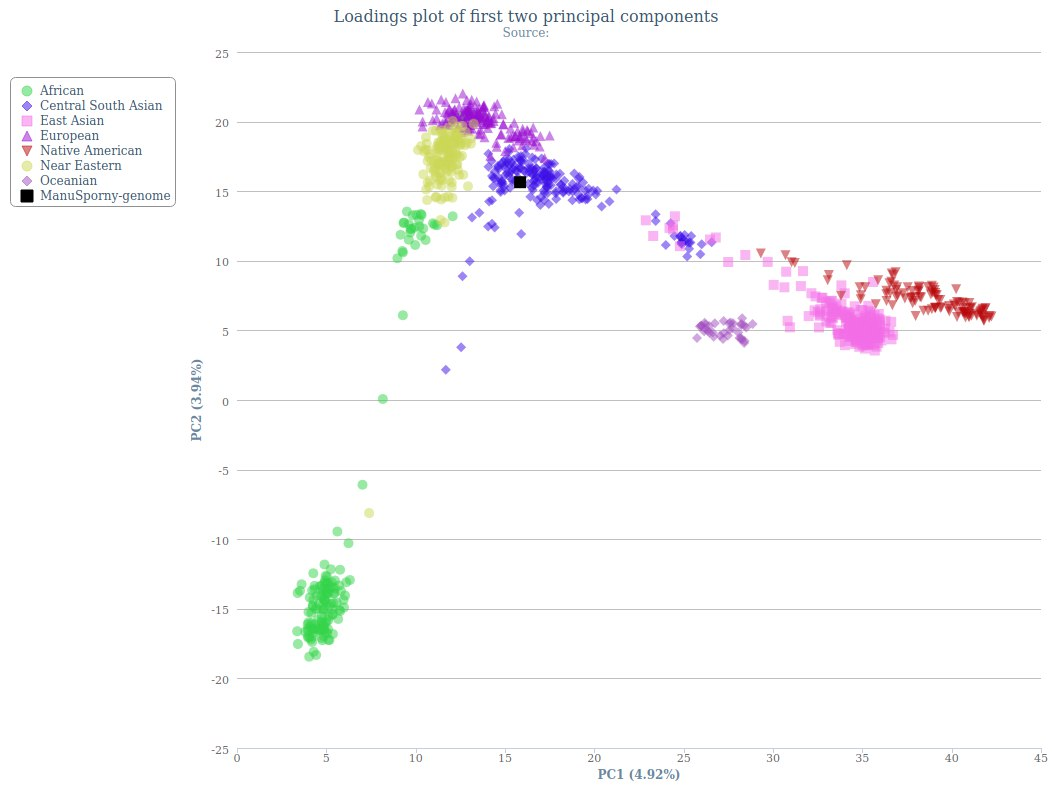 Loadings plot of first two principal components
Source:
African
Central South Asian
East Asian
European
Native American
Near Eastern
Oceanian
ManuSporny-genome
25
20
15
10
5
0
-5
-10
-15
-20
-25
PC2 (3.94%)
0 5 10 15 20 25 30 35 40 45
PC1 (4.92%)